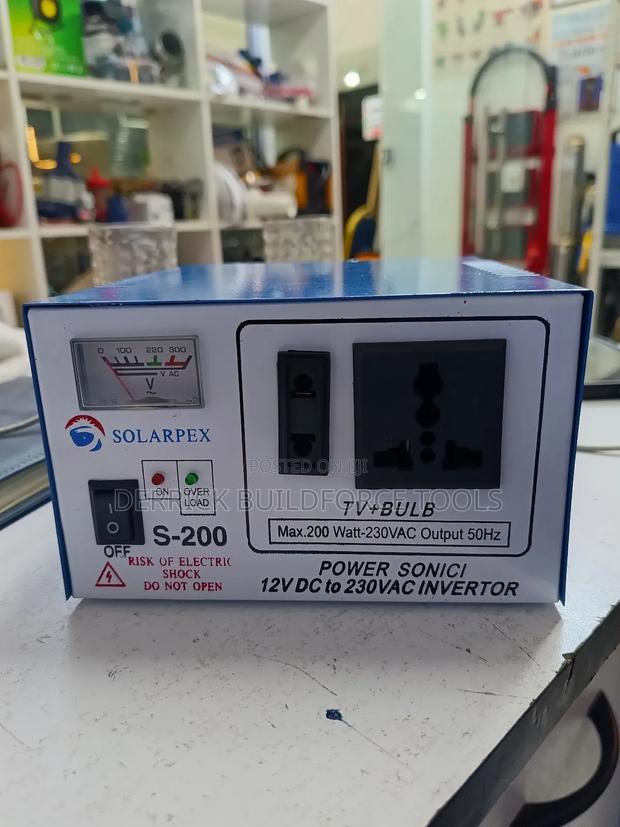 0 100 220 300
V AC
V
SOLARPEX
ON
OVER
LOAD
S-200
OFF
RISK OF ELECTRIC
SHOCK
DO NOT OPEN
TV+BULB
Max.200 Watt-230VAC Output 50Hz
POWER SONICI
12V DC to 230VAC INVERTOR
POSTED ON JIJI
DERRICK BUILDFORCE TOOLS